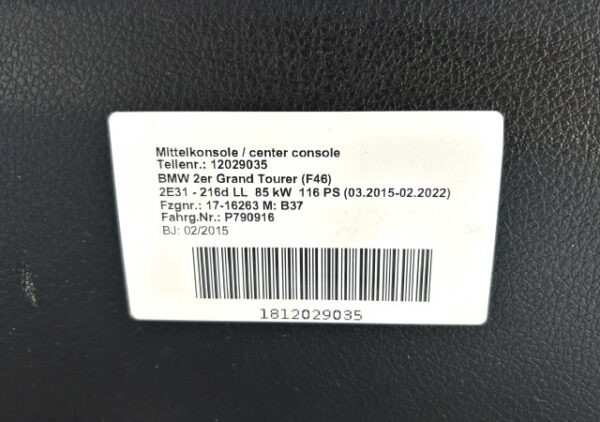 Mittelkonsole / center console
Teilenr.: 12029035
BMW 2er Grand Tourer (F46)
2E31 - 216d LL 85 kW 116 PS (03.2015-02.2022)
Fzgnr.: 17-16263 M: B37
Fahrg.Nr.: P790916
BJ: 02/2015
1812029035